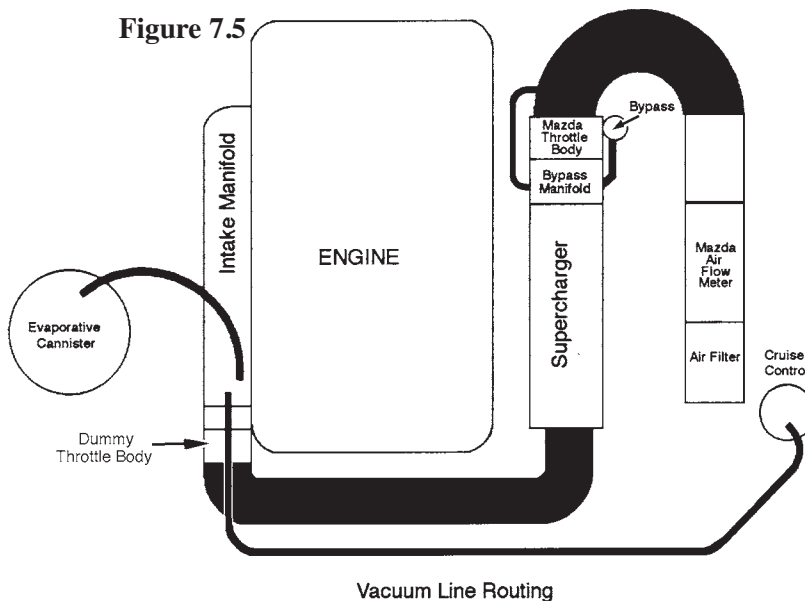 Figure 7.5
Bypass
Mazda
Throttle
Body
Bypass
Manifold
Intake Manifold
ENGINE
Supercharger
Mazda
Air
Flow
Meter
Evaporative
Cannister
Air Filter
Cruise
Control
Dummy
Throttle Body
Vacuum Line Routing